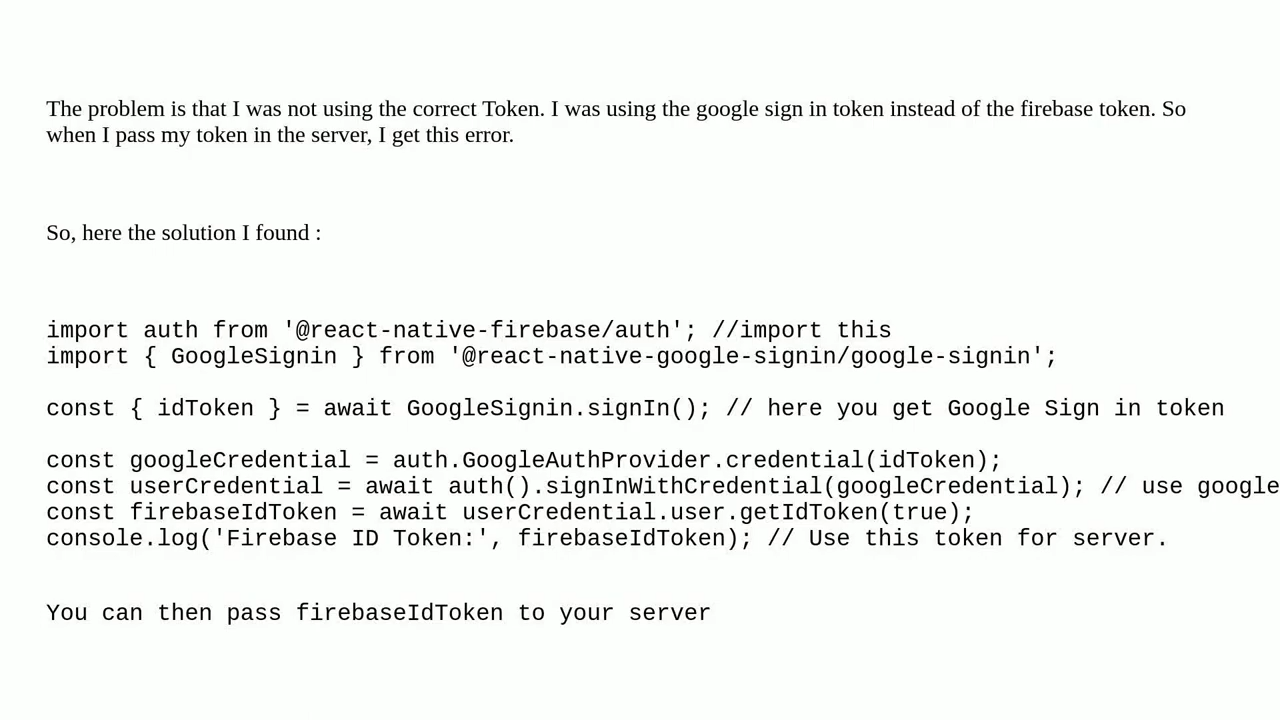 The problem is that I was not using the correct Token. I was using the google sign in token instead of the firebase token. So
when I pass my token in the server, I get this error.
So, here the solution I found :
import auth from '@react-native-firebase/auth'; //import this
import { GoogleSignin } from '@react-native-google-signin/google-signin';
const { idToken } = await GoogleSignin.signIn(); // here you get Google Sign in token
const googleCredential = auth.GoogleAuthProvider.credential(idToken);
const userCredential = await auth().signInWithCredential(googleCredential); // use google
const firebaseIdToken = await userCredential.user.getIdToken(true);
console.log('Firebase ID Token:', firebaseIdToken); // Use this token for server.
You can then pass firebaseIdToken to your server